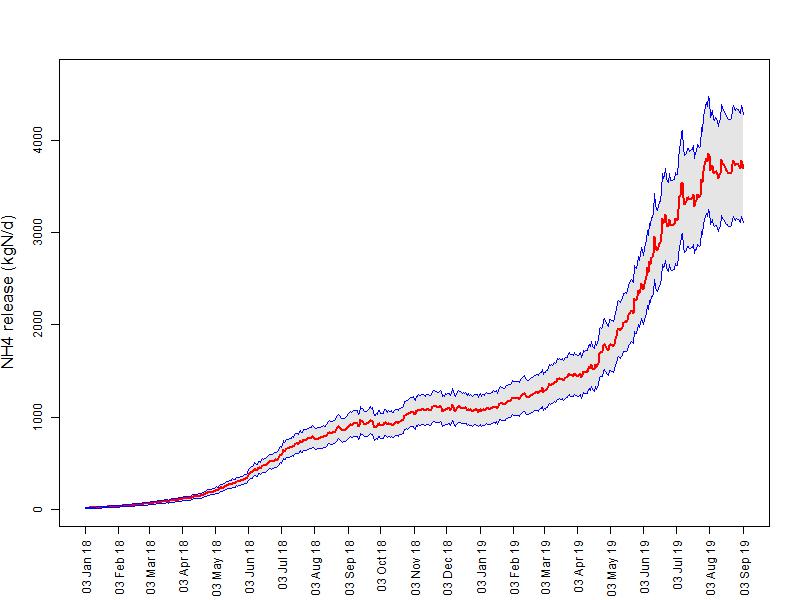 NH4 release (kgN/d)
4000
3000
2000
1000
0
03 Jan 18
03 Feb 18
03 Mar 18
03 Apr 18
03 May 18
03 Jun 18
03 Jul 18
03 Aug 18
03 Sep 18
03 Oct 18
03 Nov 18
03 Dec 18
03 Jan 19
03 Feb 19
03 Mar 19
03 Apr 19
03 May 19
03 Jun 19
03 Jul 19
03 Aug 19
03 Sep 19